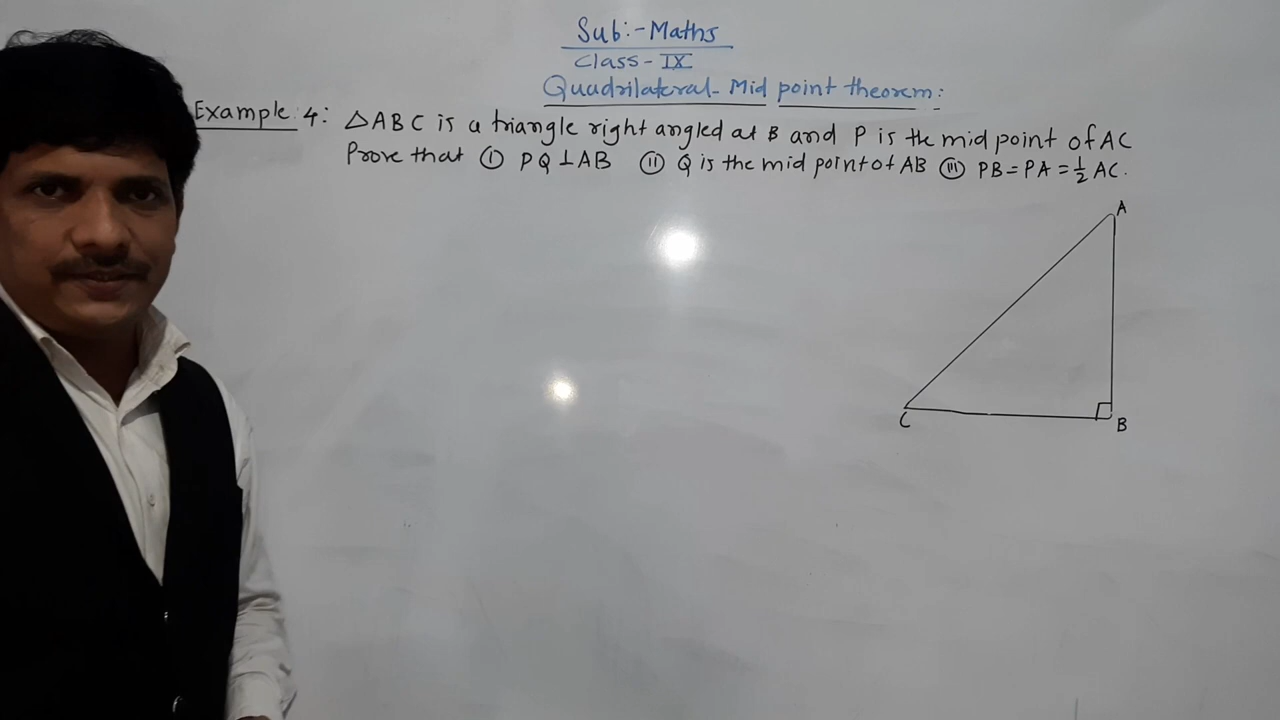 Sub:- Maths
Class - IX
Quadrilateral - Mid point theorem:
Example 4: △ABC is a triangle right angled at B and P is the mid point of AC
Prove that (i) PQ⊥AB (ii) Q is the mid point of AB (iii) PB=PA=½AC.
A
C
B